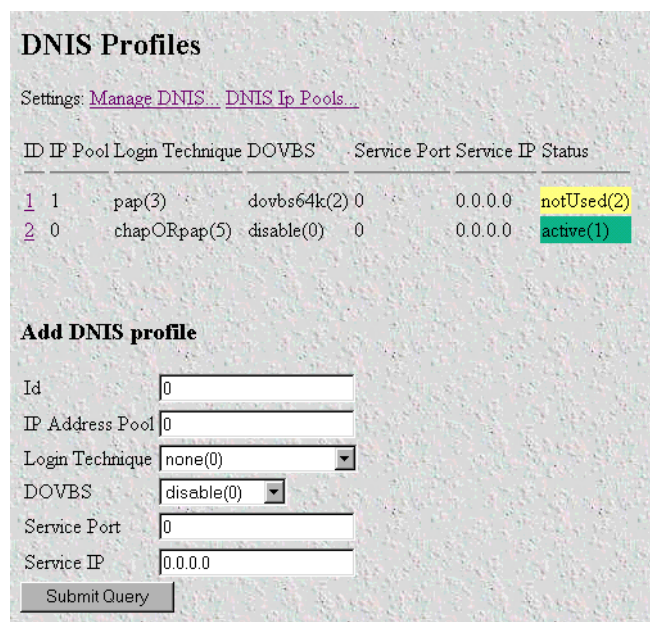 DNIS Profiles
Settings: Manage DNIS... DNIS Ip Pools...
ID IP Pool Login Technique DOVBS Service Port Service IP Status
1 1 pap(3) dovbs64k(2) 0 0.0.0.0 notUsed(2)
2 0 chapORpap(5) disable(0) 0 0.0.0.0 active(1)
Add DNIS profile
Id 0
IP Address Pool 0
Login Technique none(0)
DOVBS disable(0)
Service Port 0
Service IP 0.0.0.0
Submit Query